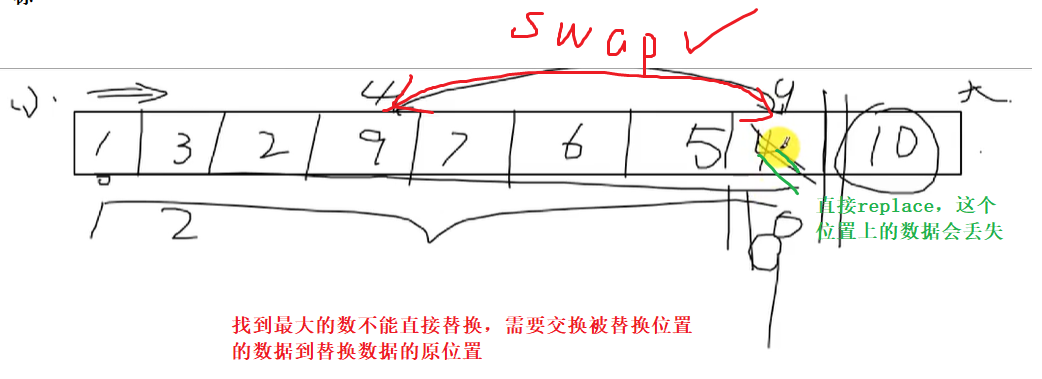 swap
小 4 9 大
1 3 2 9 7 6 5 4 10
直接replace，这个
位置上的数据会丢失
2
找到最大的数不能直接替换，需要交换被替换位置
的数据到替换数据的原位置